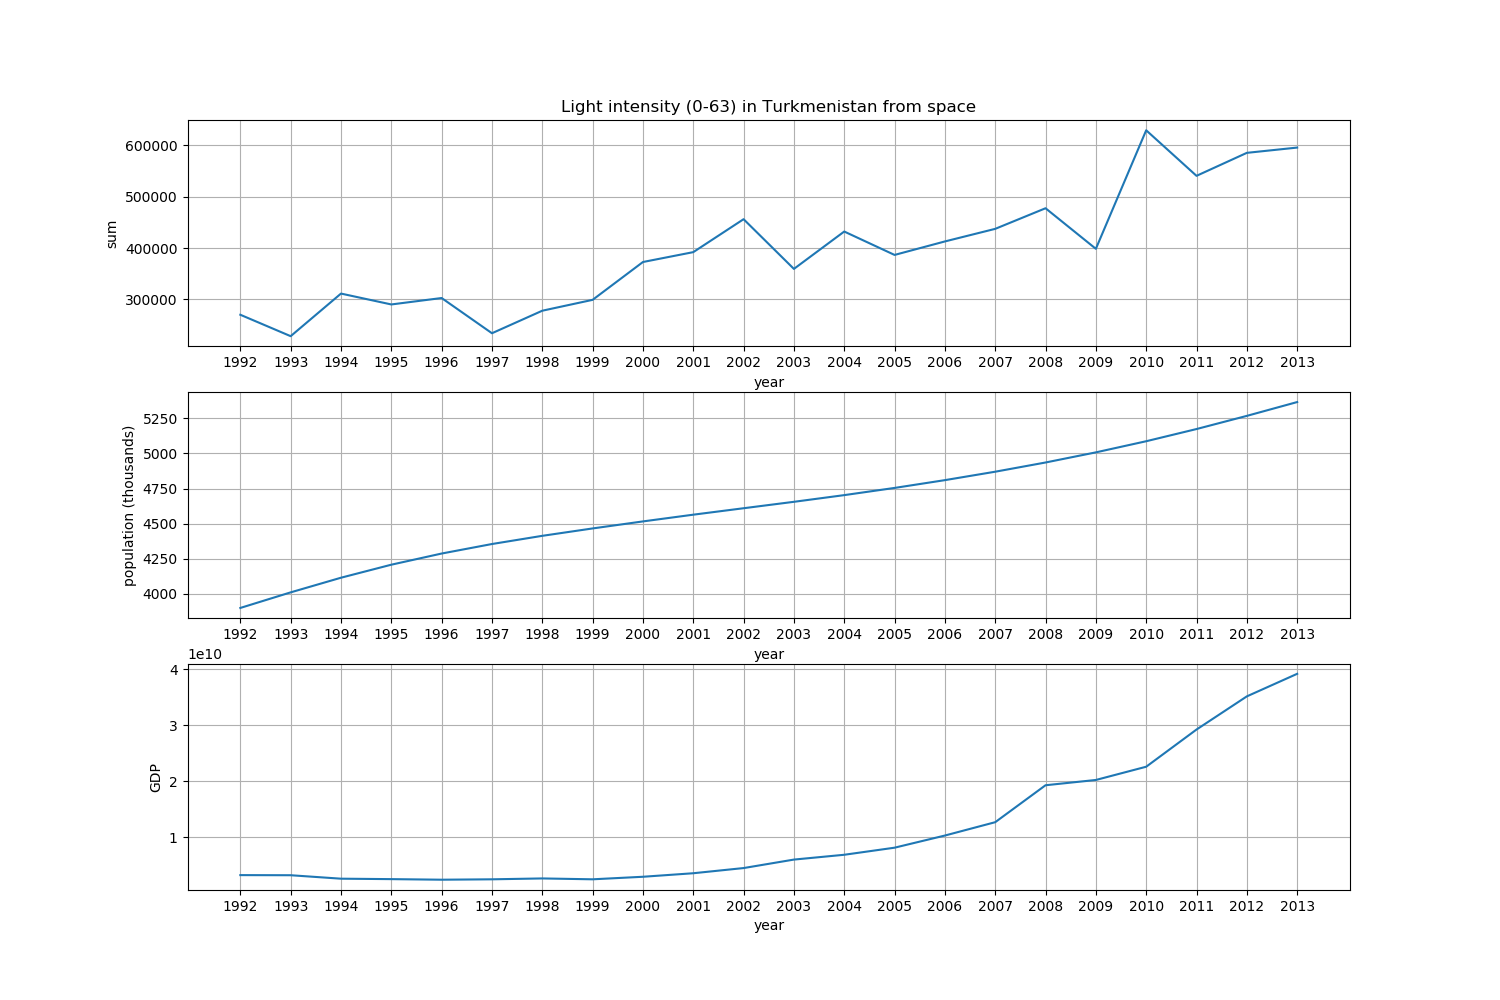 Light intensity (0-63) in Turkmenistan from space
600000
500000
400000
300000
sum
1992 1993 1994 1995 1996 1997 1998 1999 2000 2001 2002 2003 2004 2005 2006 2007 2008 2009 2010 2011 2012 2013
year
5250
5000
4750
4500
4250
4000
population (thousands)
1992 1993 1994 1995 1996 1997 1998 1999 2000 2001 2002 2003 2004 2005 2006 2007 2008 2009 2010 2011 2012 2013
year
1e10
4
3
2
1
GDP
1992 1993 1994 1995 1996 1997 1998 1999 2000 2001 2002 2003 2004 2005 2006 2007 2008 2009 2010 2011 2012 2013
year